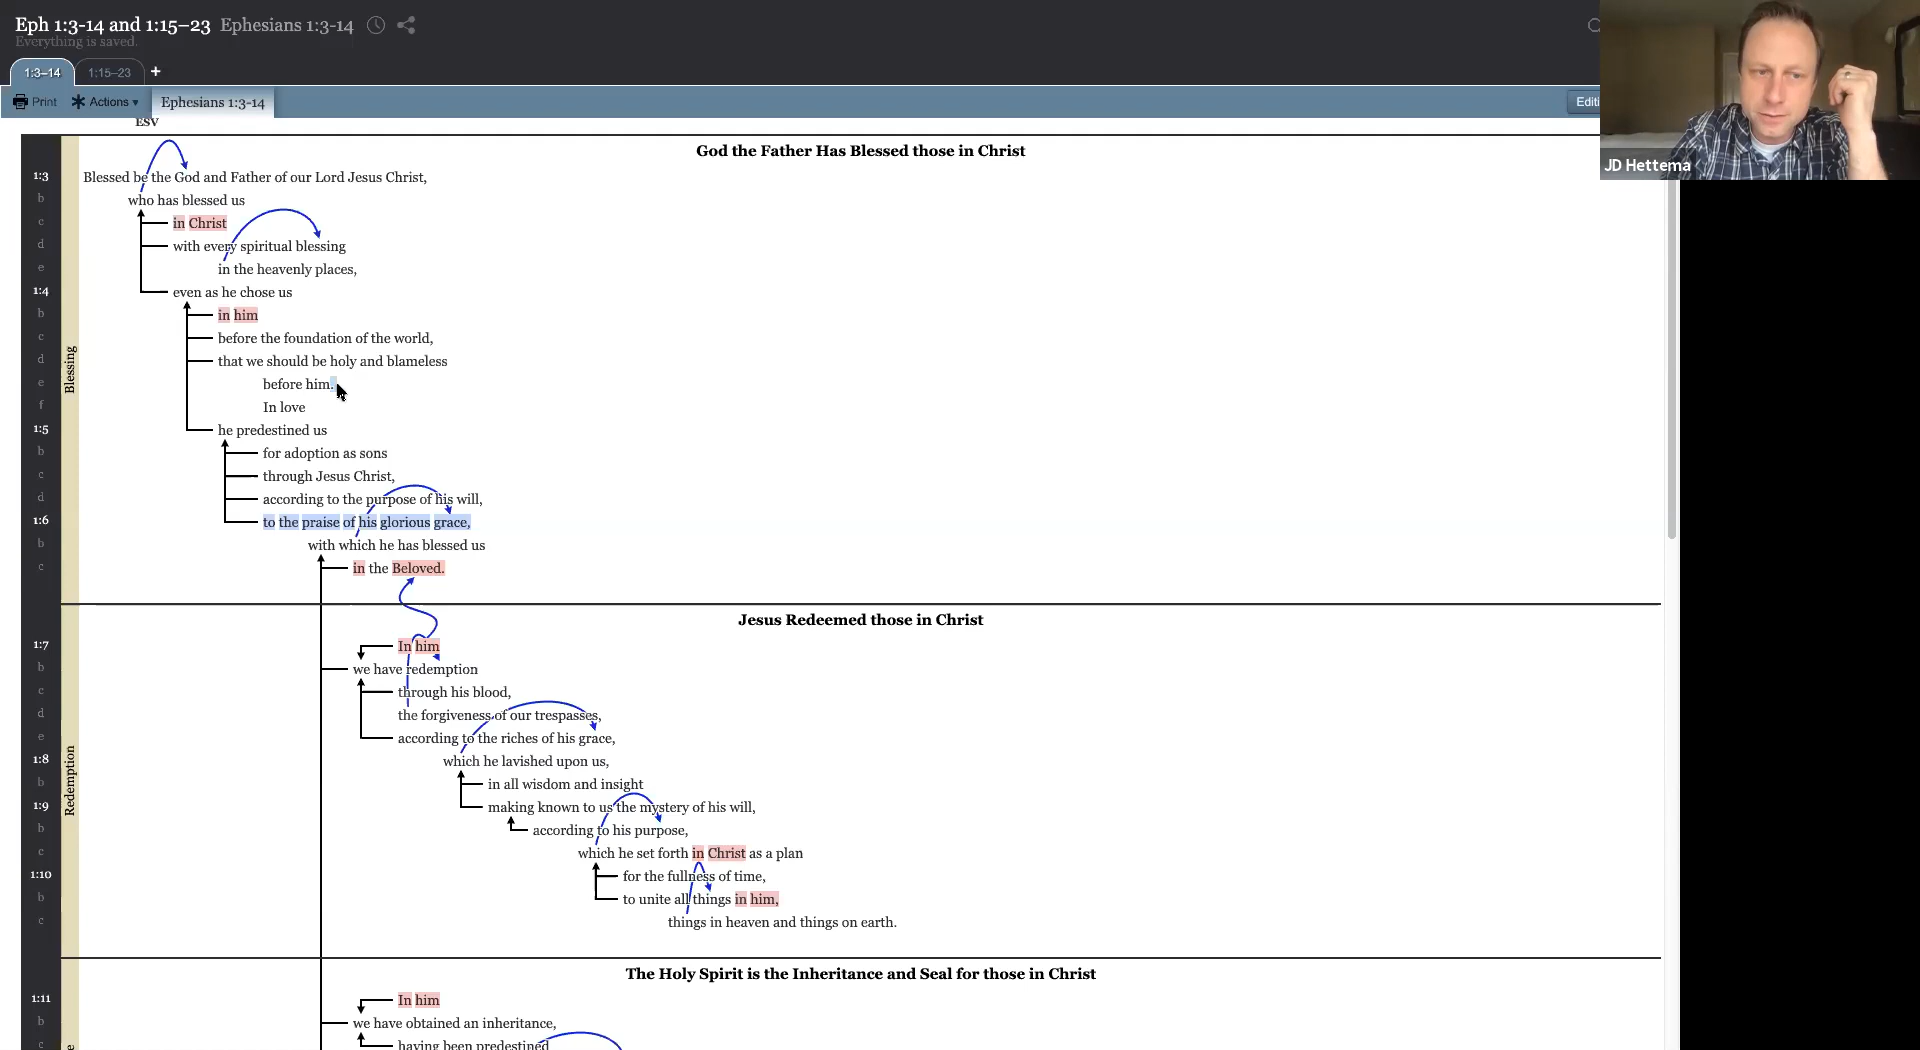 Eph 1:3-14 and 1:15–23 Ephesians 1:3-14
Everything is saved.
1:3–14 1:15–23 +
Print Actions Ephesians 1:3-14
JD Hettema
ESV
God the Father Has Blessed those in Christ
1:3 Blessed be the God and Father of our Lord Jesus Christ,
b who has blessed us
c in Christ
d with every spiritual blessing
e in the heavenly places,
1:4 even as he chose us
b in him
c before the foundation of the world,
d that we should be holy and blameless
Blessing
e before him.
f In love
1:5 he predestined us
b for adoption as sons
c through Jesus Christ,
d according to the purpose of his will,
1:6 to the praise of his glorious grace,
b with which he has blessed us
c in the Beloved.
Jesus Redeemed those in Christ
1:7 In him
b we have redemption
c through his blood,
d the forgiveness of our trespasses,
e according to the riches of his grace,
1:8 which he lavished upon us,
Redemption
b in all wisdom and insight
1:9 making known to us the mystery of his will,
b according to his purpose,
c which he set forth in Christ as a plan
1:10 for the fullness of time,
b to unite all things in him,
c things in heaven and things on earth.
The Holy Spirit is the Inheritance and Seal for those in Christ
1:11 In him
b we have obtained an inheritance,
c having been predestined